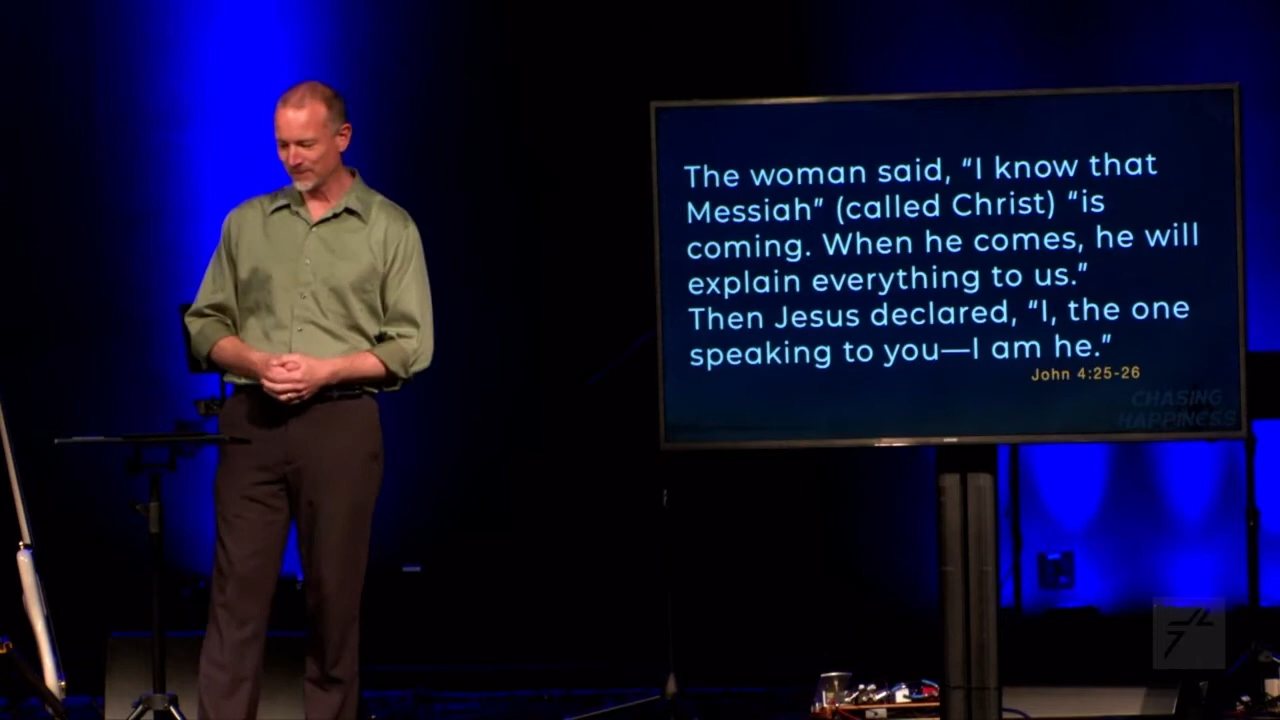 The woman said, “I know that
Messiah” (called Christ) “is
coming. When he comes, he will
explain everything to us.”
Then Jesus declared, “I, the one
speaking to you—I am he.”
John 4:25-26
CHASING
HAPPINESS